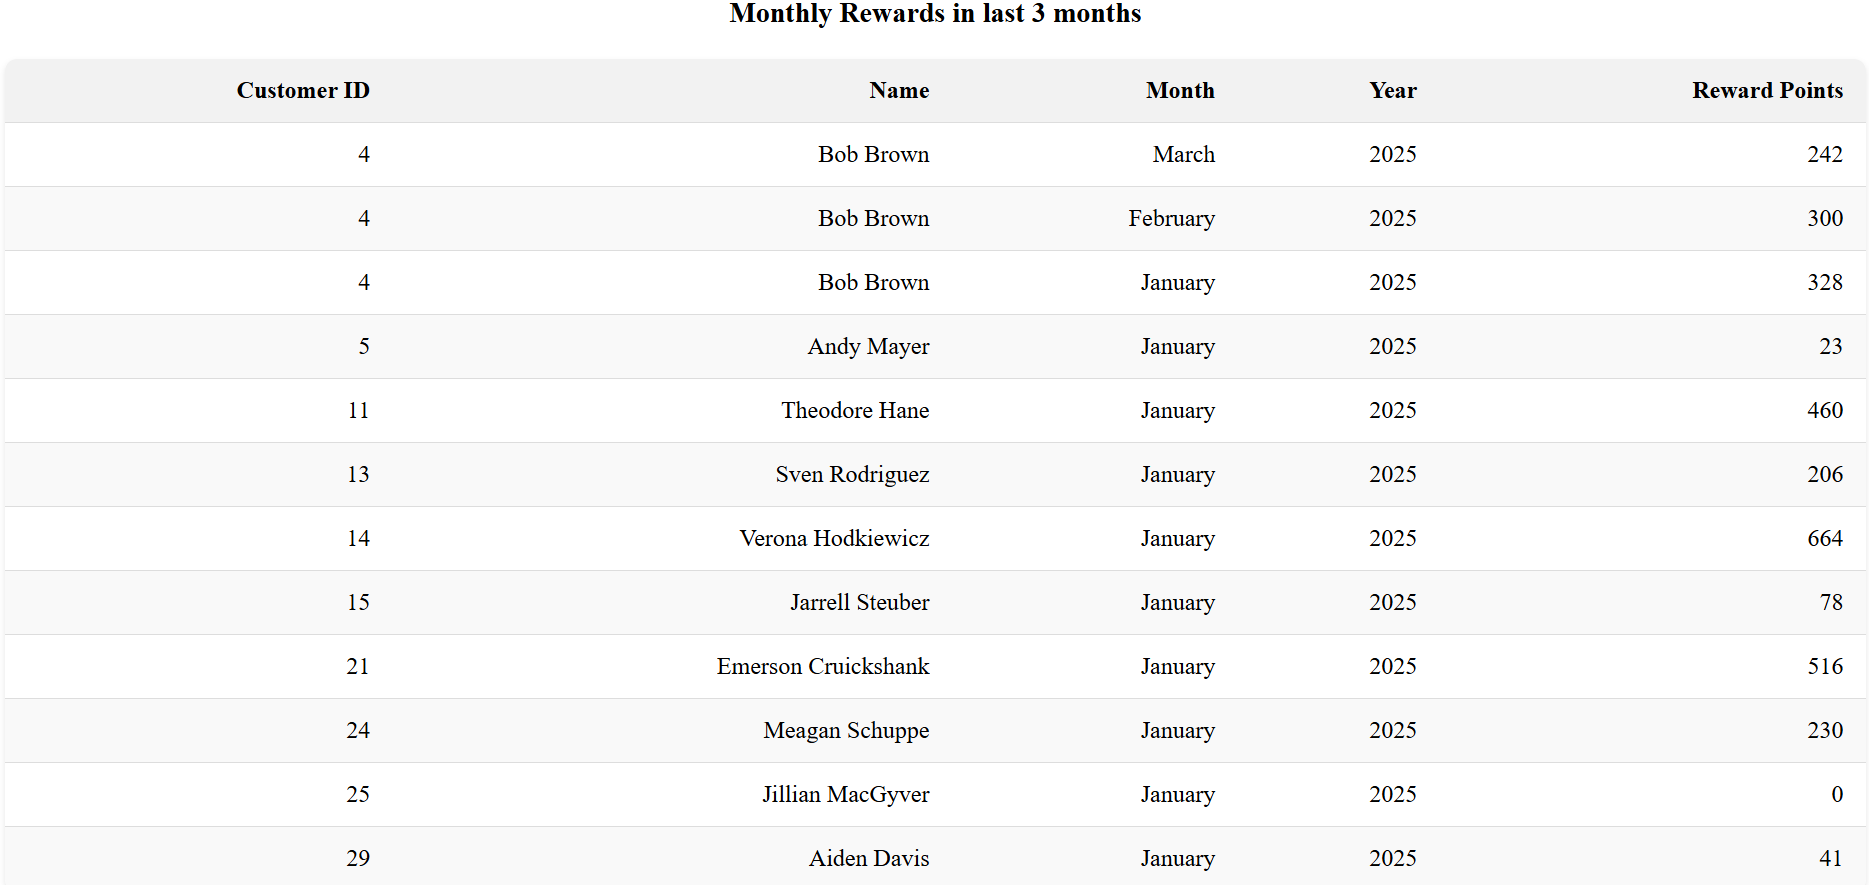 Monthly Rewards in last 3 months
Customer ID Name Month Year Reward Points
4 Bob Brown March 2025 242
4 Bob Brown February 2025 300
4 Bob Brown January 2025 328
5 Andy Mayer January 2025 23
11 Theodore Hane January 2025 460
13 Sven Rodriguez January 2025 206
14 Verona Hodkiewicz January 2025 664
15 Jarrell Steuber January 2025 78
21 Emerson Cruickshank January 2025 516
24 Meagan Schuppe January 2025 230
25 Jillian MacGyver January 2025 0
29 Aiden Davis January 2025 41